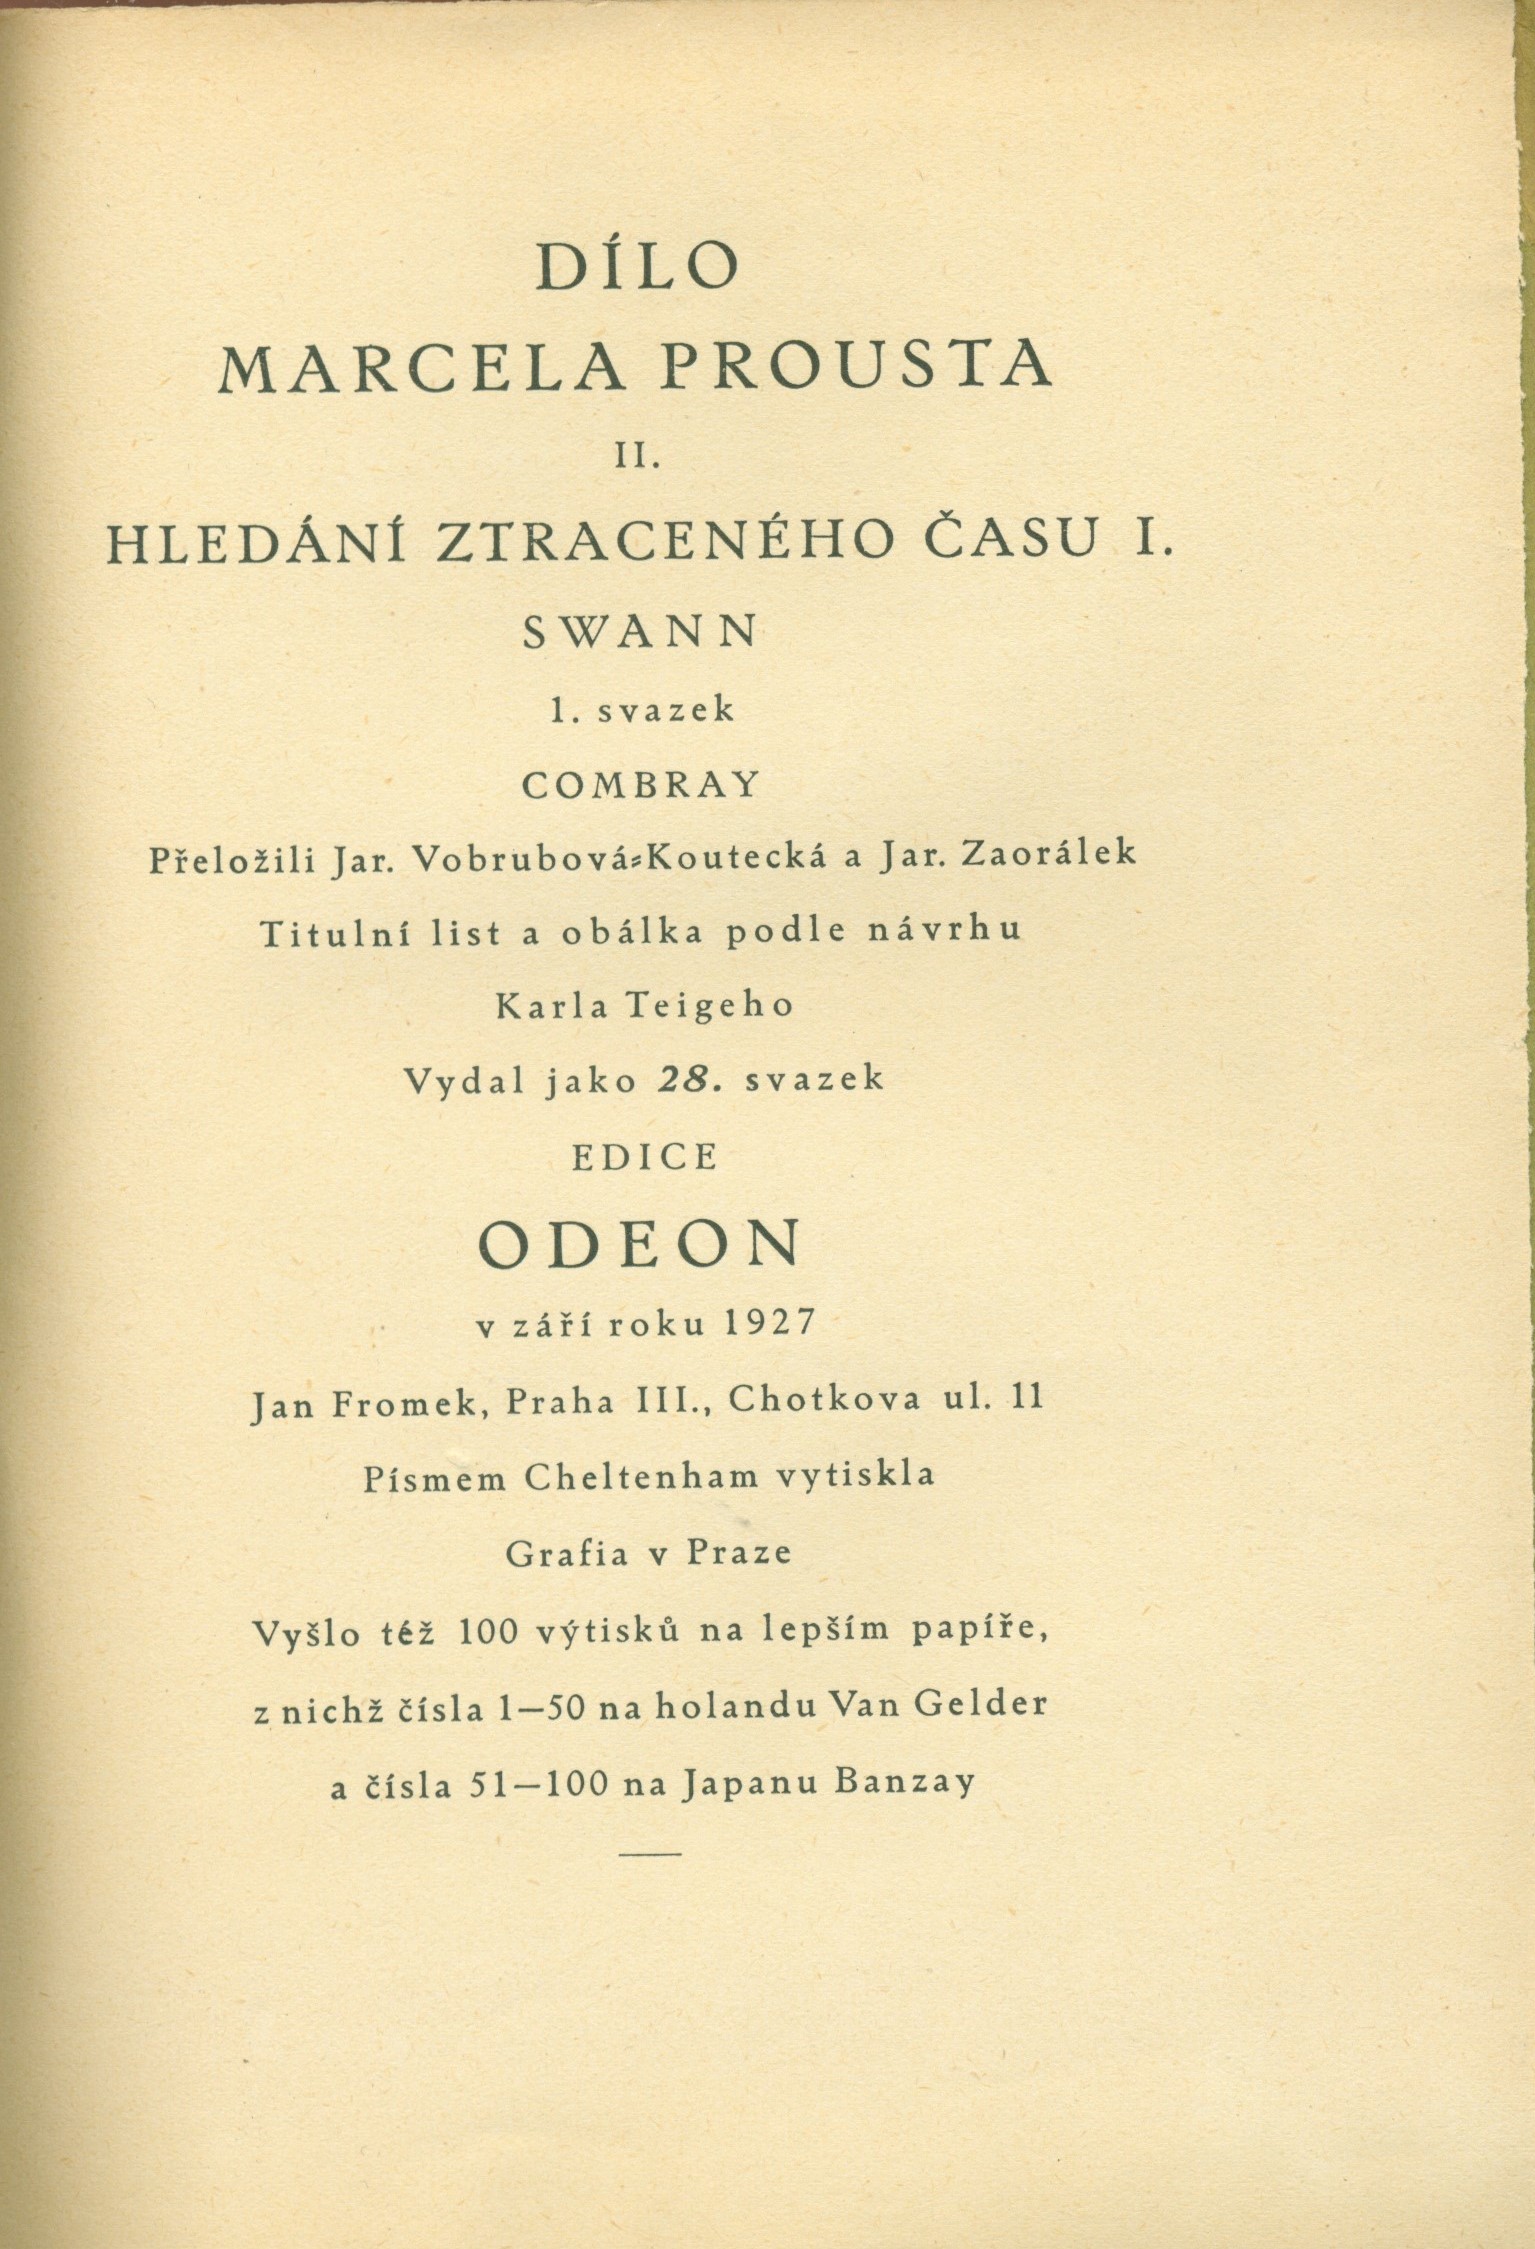 DÍLO
MARCELA PROUSTA
II.
HLEDÁNÍ ZTRACENÉHO ČASU I.
SWANN
1. svazek
COMBRAY
Přeložili Jar. Vobrubová-Koutecká a Jar. Zaorálek
Titulní list a obálka podle návrhu
Karla Teigeho
Vydal jako 28. svazek
EDICE
ODEON
v září roku 1927
Jan Fromek, Praha III., Chotkova ul. 11
Písmem Cheltenham vytiskla
Grafia v Praze
Vyšlo též 100 výtisků na lepším papíře,
z nichž čísla 1—50 na holandu Van Gelder
a čísla 51—100 na Japanu Banzay